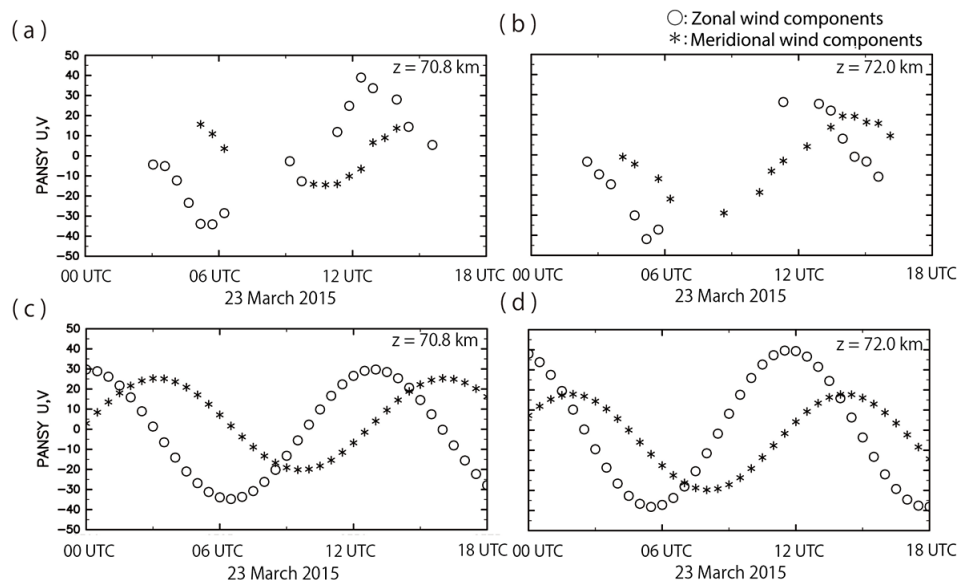 ○: Zonal wind components
*: Meridional wind components
(a)
(b)
z = 70.8 km
z = 72.0 km
PANSY U,V
50
40
30
20
10
0
−10
−20
−30
−40
−50
00 UTC 06 UTC 12 UTC 18 UTC
00 UTC 06 UTC 12 UTC 18 UTC
23 March 2015
23 March 2015
(c)
(d)
z = 70.8 km
z = 72.0 km
PANSY U,V
50
40
30
20
10
0
−10
−20
−30
−40
−50
00 UTC 06 UTC 12 UTC 18 UTC
00 UTC 06 UTC 12 UTC 18 UTC
23 March 2015
23 March 2015